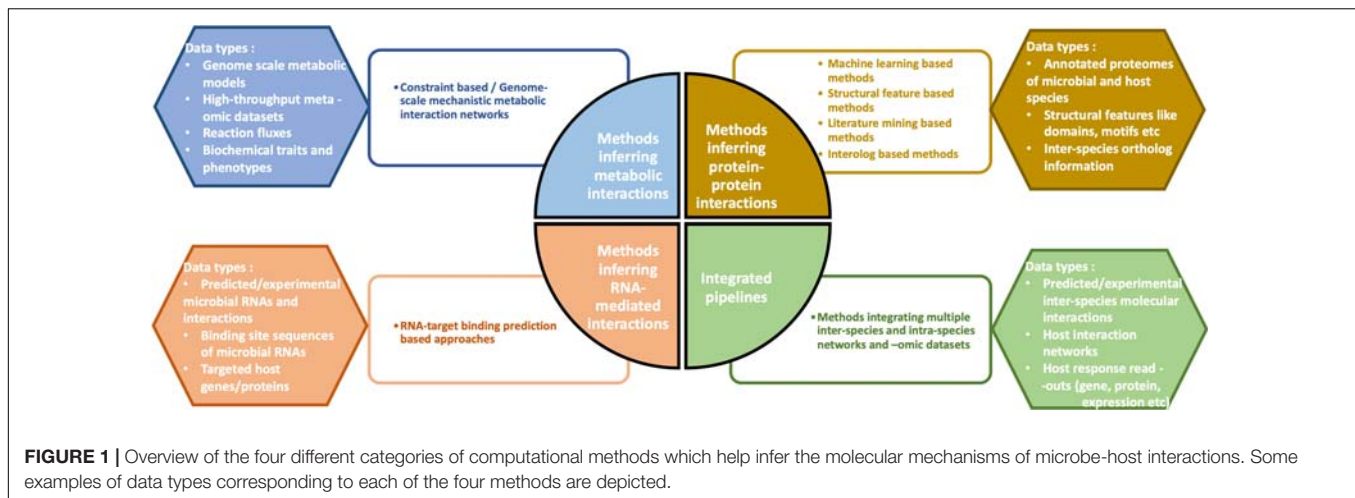 Data types :
• Genome scale metabolic
models
• High-throughput meta -
omic datasets
• Reaction fluxes
• Biochemical traits and
phenotypes
• Constraint based / Genome-
scale mechanistic metabolic
interaction networks
Methods
inferring
metabolic
interactions
Methods
inferring
protein-
protein
interactions
• Machine learning based
methods
• Structural feature based
methods
• Literature mining based
methods
• Interolog based methods
Data types :
• Annotated proteomes
of microbial and host
species
• Structural features like
domains, motifs etc
• Inter-species ortholog
information
Data types :
• Predicted/experimental
microbial RNAs and
interactions
• Binding site sequences
of microbial RNAs
• Targeted host
genes/proteins
• RNA-target binding prediction
based approaches
Methods
inferring
RNA-
mediated
interactions
Integrated
pipelines
• Methods integrating multiple
inter-species and intra-species
networks and –omic datasets
Data types :
• Predicted/experimental
inter-species molecular
interactions
• Host interaction
networks
• Host response read -
-outs (gene, protein,
expression etc)
FIGURE 1 | Overview of the four different categories of computational methods which help infer the molecular mechanisms of microbe-host interactions. Some
examples of data types corresponding to each of the four methods are depicted.